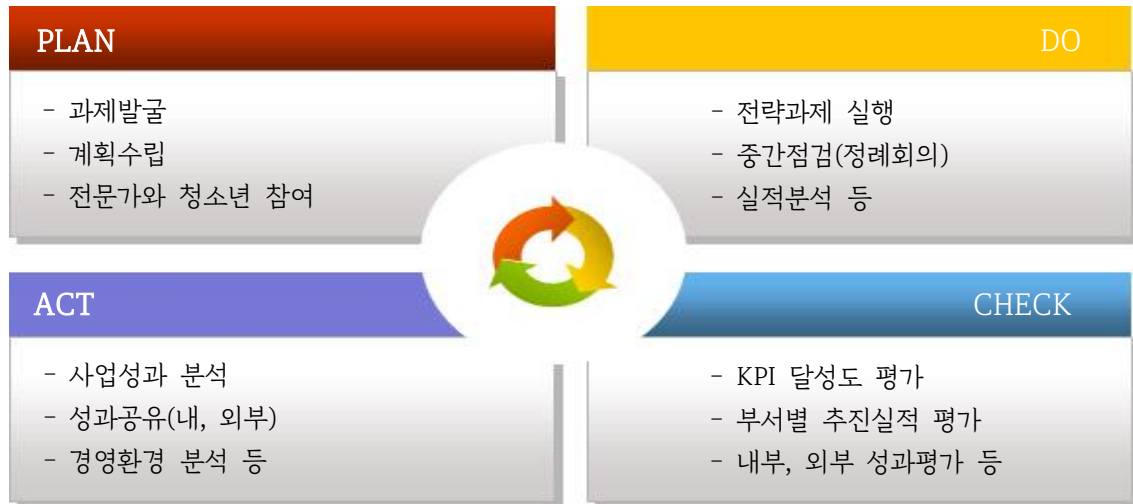 PLAN
- 과제발굴
- 계획수립
- 전문가와 청소년 참여
DO
- 전략과제 실행
- 중간점검(정례회의)
- 실적분석 등
ACT
- 사업성과 분석
- 성과공유(내, 외부)
- 경영환경 분석 등
CHECK
- KPI 달성도 평가
- 부서별 추진실적 평가
- 내부, 외부 성과평가 등